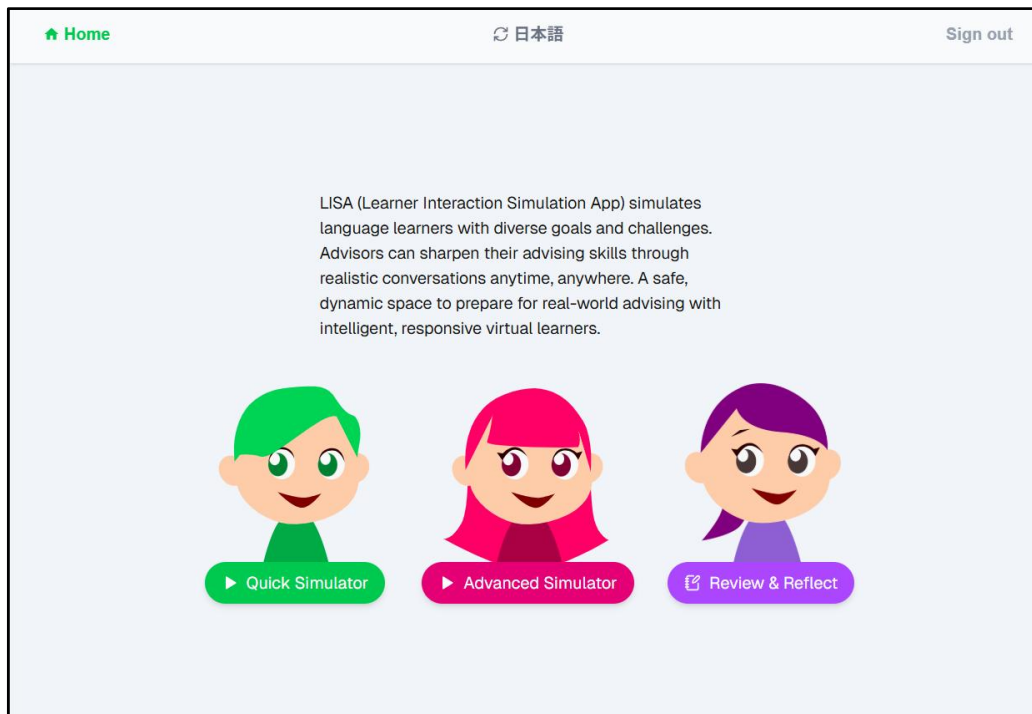 Home
日本語
Sign out
LISA (Learner Interaction Simulation App) simulates
language learners with diverse goals and challenges.
Advisors can sharpen their advising skills through
realistic conversations anytime, anywhere. A safe,
dynamic space to prepare for real-world advising with
intelligent, responsive virtual learners.
Quick Simulator
Advanced Simulator
Review & Reflect